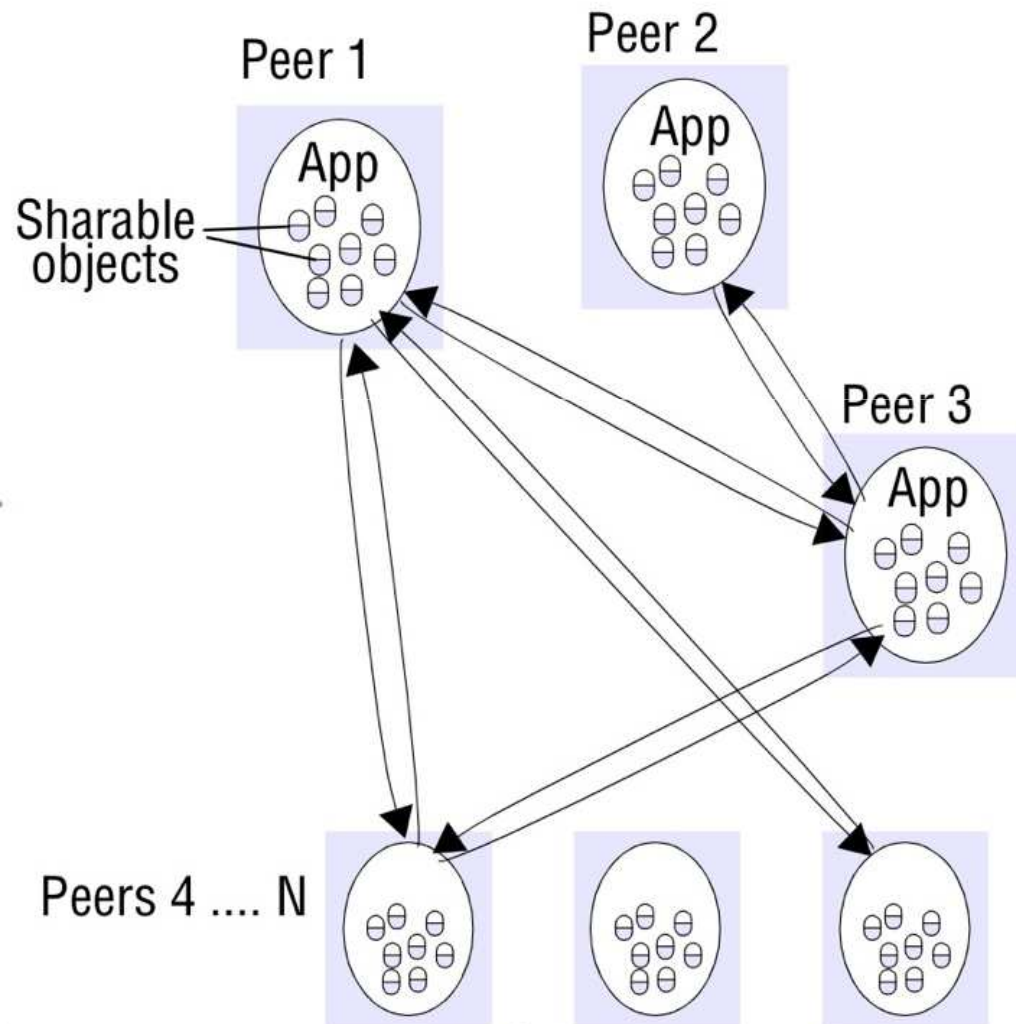 Peer 2
Peer 1
App
App
Sharable
objects
Peer 3
App
Peers 4 .... N